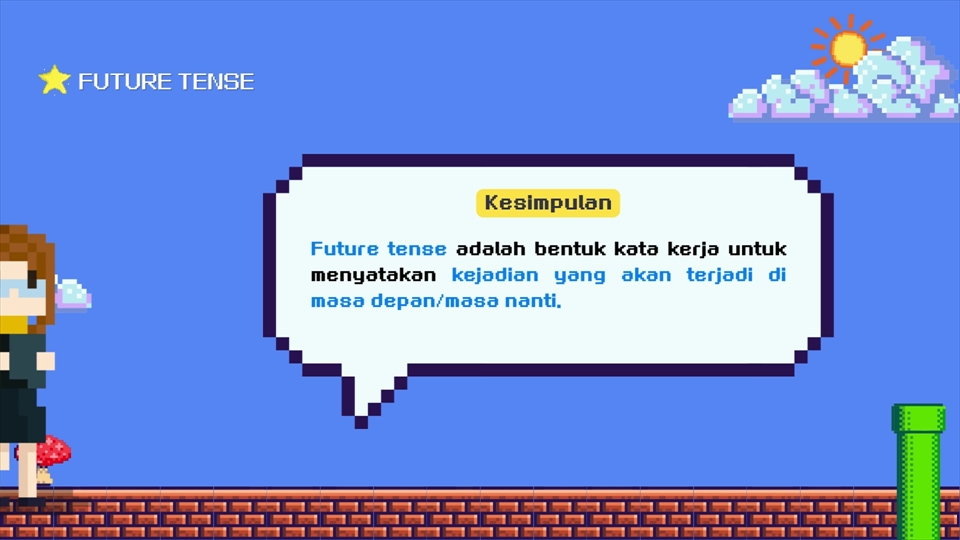 FUTURE TENSE
Kesimpulan
Future tense adalah bentuk kata kerja untuk
menyatakan kejadian yang akan terjadi di
masa depan/masa nanti.